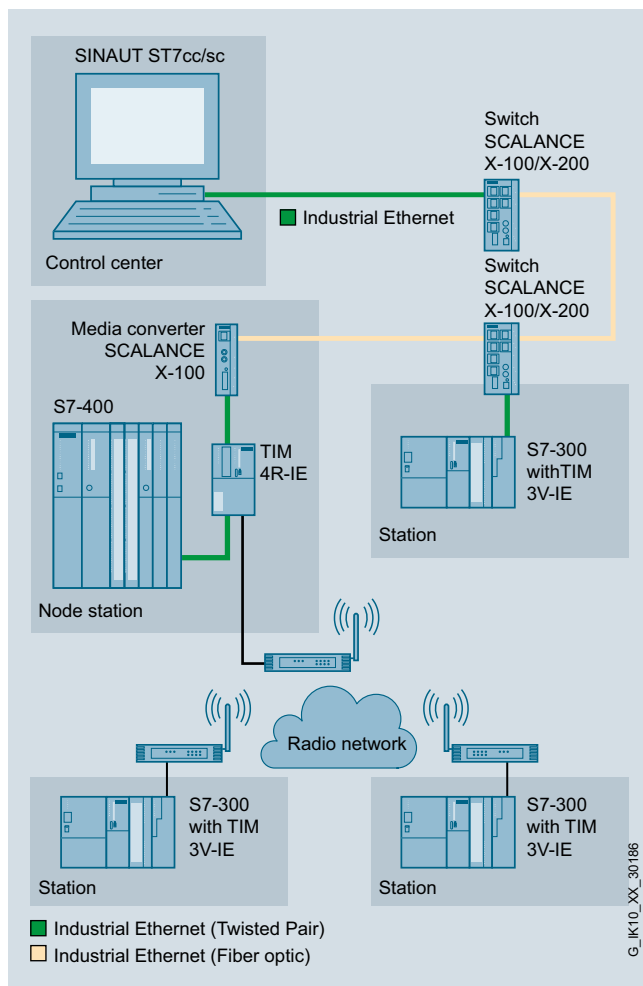 SINAUT ST7cc/sc
Control center
Industrial Ethernet
Switch
SCALANCE
X-100/X-200
Switch
SCALANCE
X-100/X-200
Media converter
SCALANCE
X-100
S7-400
TIM
4R-IE
Node station
S7-300
withTIM
3V-IE
Station
Radio network
S7-300
with TIM
3V-IE
Station
S7-300
with TIM
3V-IE
Station
Industrial Ethernet (Twisted Pair)
Industrial Ethernet (Fiber optic)
G_IK10_XX_30186